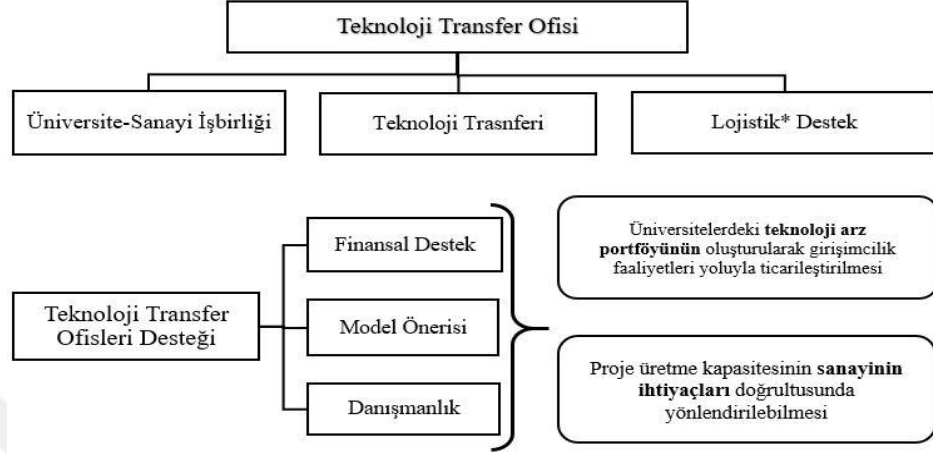 Teknoloji Transfer Ofisi
Üniversite-Sanayi İşbirliği
Teknoloji Trasnferi
Lojistik* Destek
Teknoloji Transfer
Ofisleri Desteği
Finansal Destek
Model Önerisi
Danışmanlık
Üniversitelerdeki teknoloji arz
portföyünün oluşturularak girişimcilik
faaliyetleri yoluyla ticarileştirilmesi
Proje üretme kapasitesinin sanayinin
ihtiyaçları doğrultusunda
yönlendirilebilmesi